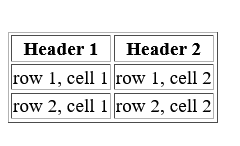 Header 1 Header 2
row 1, cell 1 row 1, cell 2
row 2, cell 1 row 2, cell 2